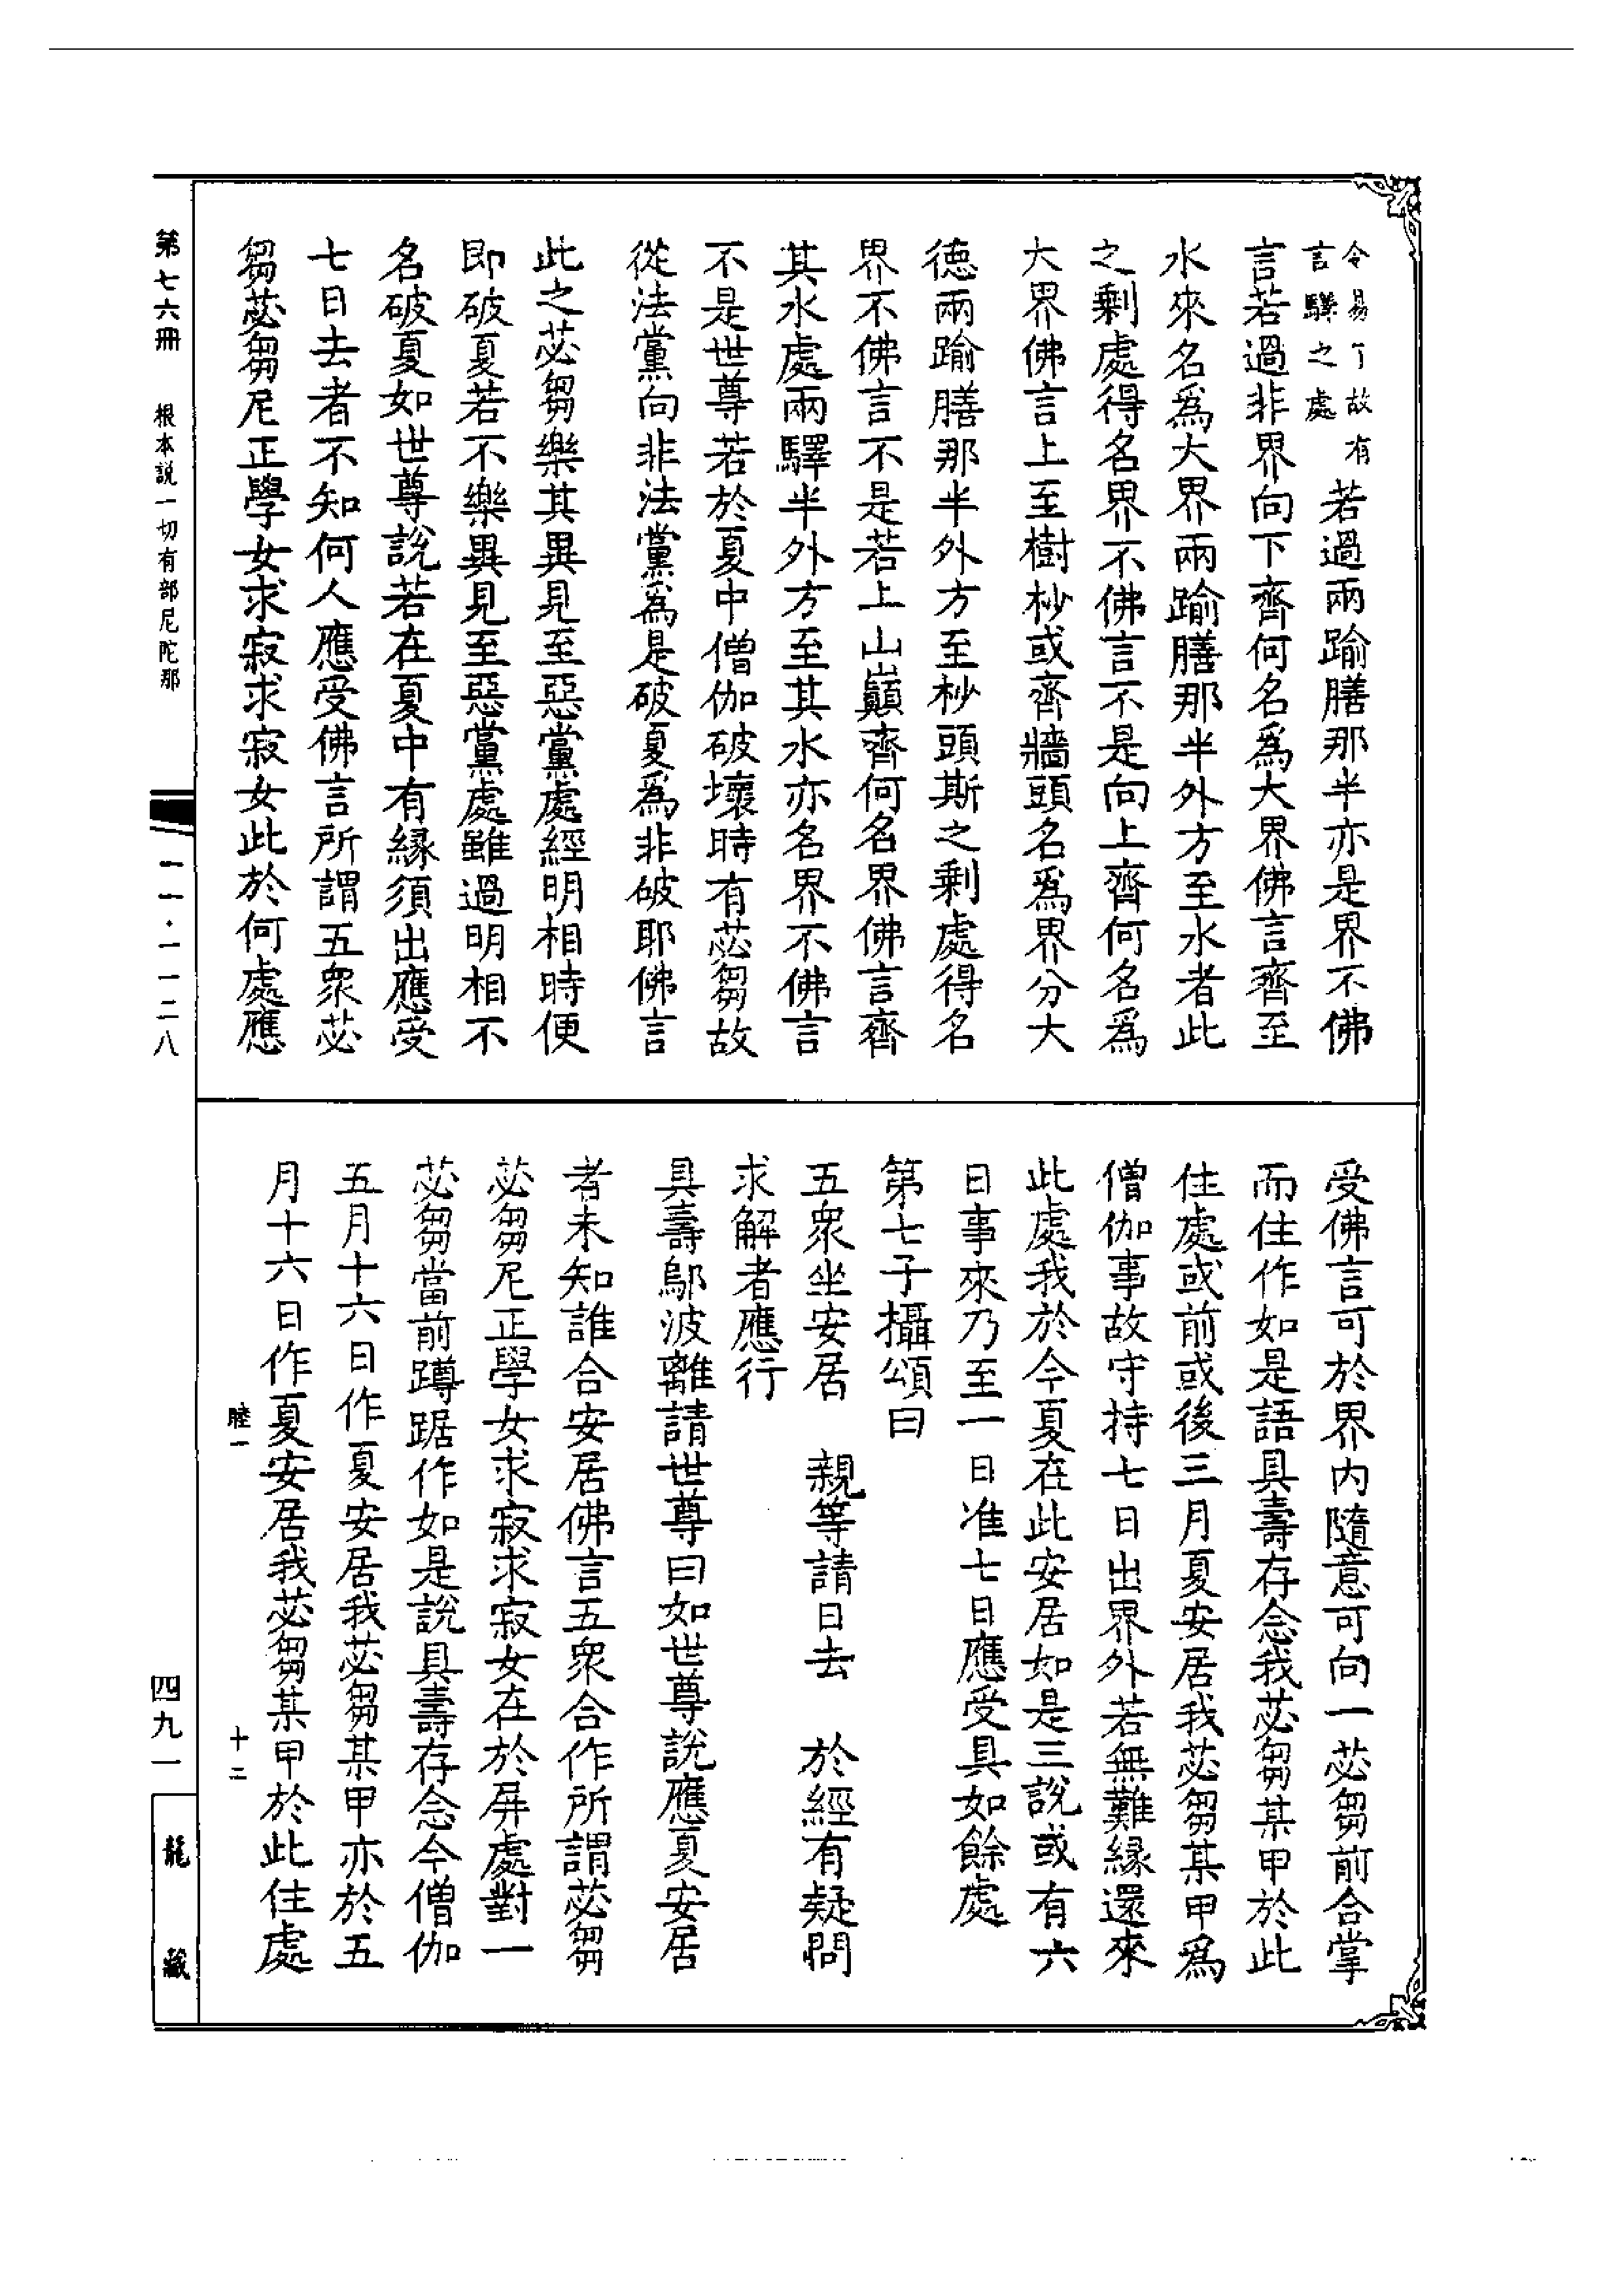 令易了故有
言驛之處
若過兩踰膳那半亦是界不佛
言若過非界向下齊何名爲大界佛言齊至
水來名爲大界兩踰膳那半外方至水者此
之剩處得名界不佛言不是向上齊何名爲
大界佛言上至樹杪或齊牆頭名爲界分大
德兩踰膳那半外方至杪頭斯之剩處得名
界不佛言不是若上山巔齊何名界佛言齊
其水處兩驛半外方至其水亦名界不佛言
不是世尊若於夏中僧伽破壞時有苾芻故
從法黨向非法黨爲是破夏爲非破耶佛言
此之苾芻樂其異見至惡黨處經明相時便
即破夏若不樂異見至惡黨處雖過明相不
名破夏如世尊說若在夏中有緣須出應受
七日去者不知何人應受佛言所謂五衆苾
芻苾芻尼正學女求寂求寂女此於何處應
受佛言可於界內隨意可向一苾芻前合掌
而住作如是語具壽存念我苾芻某甲於此
住處或前或後三月夏安居我苾芻某甲爲
僧伽事故守持七日出界外若無難緣還來
此處我於今夏在此安居如是三說或有六
日事來乃至一日准七日應受具如餘處
第七子攝頌曰
五衆坐安居　親等請日去　於經有疑問
求解者應行
具壽鄔波離請世尊曰如世尊說應夏安居
者未知誰合安居佛言五衆合作所謂苾芻
苾芻尼正學女求寂求寂女在於屏處對一
苾芻當前蹲踞作如是說具壽存念今僧伽
五月十六日作夏安居我苾芻某甲亦於五
月十六日作夏安居我苾芻某甲於此住處
睦一　十二
第七六冊　根本說一切有部尼陀那
一一·一一二八
四九一
龍藏